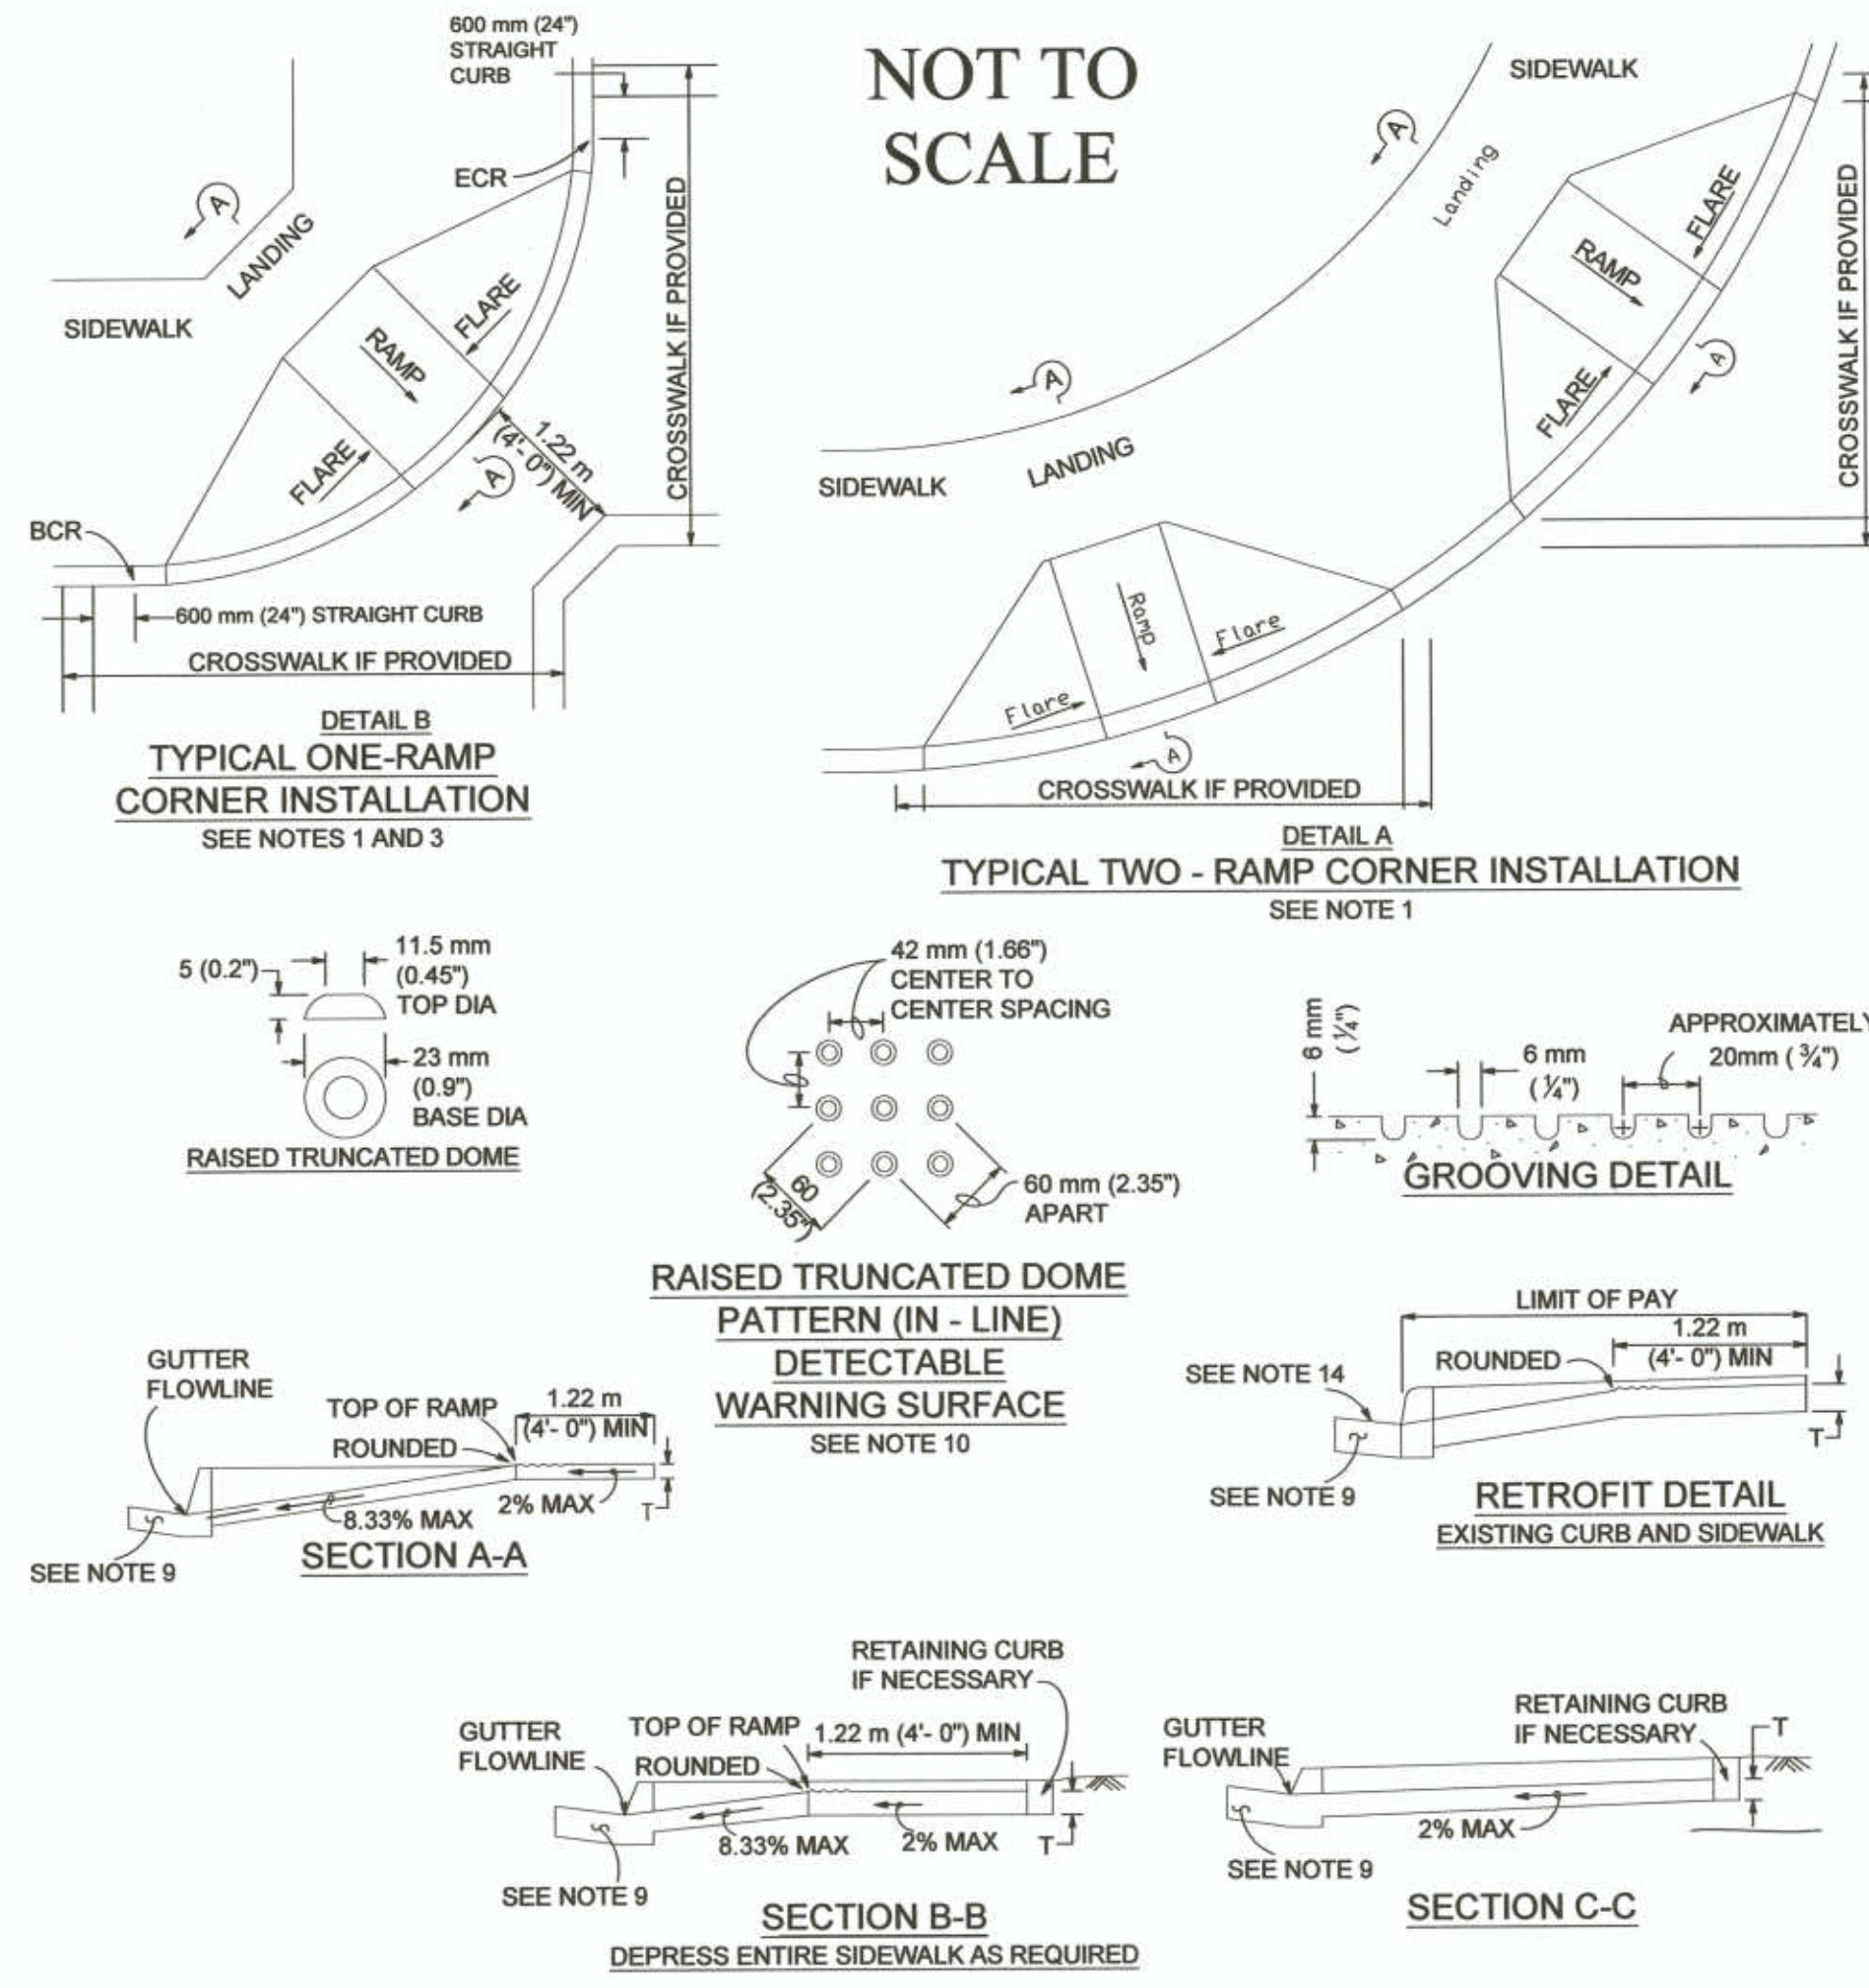 600 mm (24")
STRAIGHT
CURB
ECR
A
LANDING
SIDEWALK
FLARE
RAMP
FLARE
1.22 m
(4'- 0") MIN
A
CROSSWALK IF PROVIDED
BCR
600 mm (24") STRAIGHT CURB
CROSSWALK IF PROVIDED
DETAIL B
TYPICAL ONE-RAMP
CORNER INSTALLATION
SEE NOTES 1 AND 3
NOT TO
SCALE
SIDEWALK
A
Landing
FLARE
RAMP
FLARE
A
CROSSWALK IF PROVIDED
A
LANDING
SIDEWALK
Ramp
Flare
Flare
A
CROSSWALK IF PROVIDED
DETAIL A
TYPICAL TWO - RAMP CORNER INSTALLATION
SEE NOTE 1
5 (0.2")
11.5 mm
(0.45")
TOP DIA
23 mm
(0.9")
BASE DIA
RAISED TRUNCATED DOME
42 mm (1.66")
CENTER TO
CENTER SPACING
60
(2.35")
60 mm (2.35")
APART
RAISED TRUNCATED DOME
PATTERN (IN - LINE)
DETECTABLE
WARNING SURFACE
SEE NOTE 10
6 mm
(¼")
6 mm
(¼")
APPROXIMATELY
20mm (¾")
GROOVING DETAIL
GUTTER
FLOWLINE
TOP OF RAMP
ROUNDED
1.22 m
(4'- 0") MIN
8.33% MAX
2% MAX
T
SEE NOTE 9
SECTION A-A
LIMIT OF PAY
1.22 m
(4'- 0") MIN
ROUNDED
SEE NOTE 14
T
SEE NOTE 9
RETROFIT DETAIL
EXISTING CURB AND SIDEWALK
RETAINING CURB
IF NECESSARY
GUTTER
FLOWLINE
TOP OF RAMP
ROUNDED
1.22 m (4'- 0") MIN
8.33% MAX
2% MAX
T
SEE NOTE 9
SECTION B-B
DEPRESS ENTIRE SIDEWALK AS REQUIRED
GUTTER
FLOWLINE
RETAINING CURB
IF NECESSARY
T
2% MAX
SEE NOTE 9
SECTION C-C